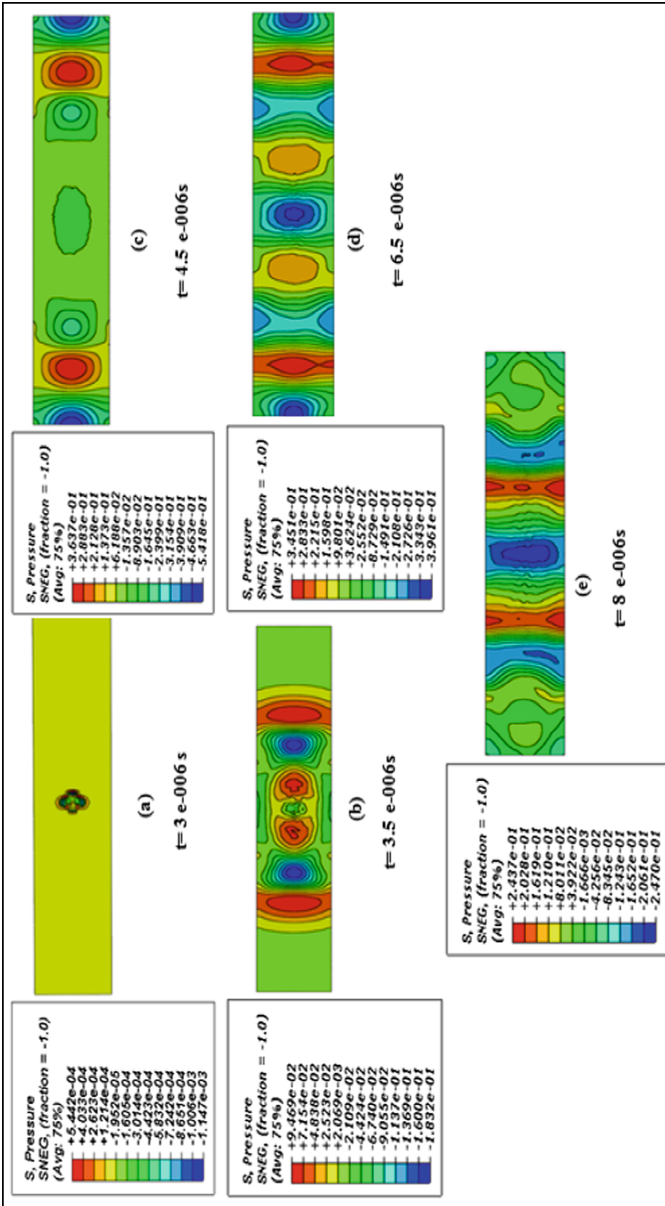 S, Pressure
SNEG, (fraction = -1.0)
(Avg: 75%)
+5.442e-04
+4.033e-04
+2.623e-04
+1.214e-04
-1.952e-05
-1.605e-04
-3.014e-04
-4.423e-04
-5.832e-04
-7.242e-04
-8.651e-04
-1.006e-03
-1.147e-03
(a)
t= 3 e-006 s
S, Pressure
SNEG, (fraction = -1.0)
(Avg: 75%)
+9.469e-02
+7.154e-02
+4.838e-02
+2.523e-02
+2.069e-03
-2.109e-02
-4.424e-02
-6.740e-02
-9.055e-02
-1.137e-01
-1.369e-01
-1.600e-01
-1.832e-01
(b)
t= 3.5 e-006s
S, Pressure
SNEG, (fraction = -1.0)
(Avg: 75%)
+3.637e-01
+2.883e-01
+2.128e-01
+1.373e-01
+6.188e-02
-1.357e-02
-8.903e-02
-1.645e-01
-2.399e-01
-3.909e-01
-4.663e-01
-5.418e-01
(c)
t= 4.5 e-006s
S, Pressure
SNEG, (fraction = -1.0)
(Avg: 75%)
+3.451e-01
+2.833e-01
+2.215e-01
+1.598e-01
+9.801e-02
+3.624e-02
-2.552e-02
-8.729e-02
-1.491e-01
-2.108e-01
-2.726e-01
-3.343e-01
-3.961e-01
(d)
t= 6.5 e-006s
S, Pressure
SNEG, (fraction = -1.0)
(Avg: 75%)
+2.437e-01
+2.028e-01
+1.619e-01
+1.210e-01
+8.011e-02
+3.922e-02
-1.666e-03
-4.256e-02
-8.345e-02
-1.243e-01
-1.652e-01
-2.061e-01
-2.470e-01
(e)
t= 8 e-006s